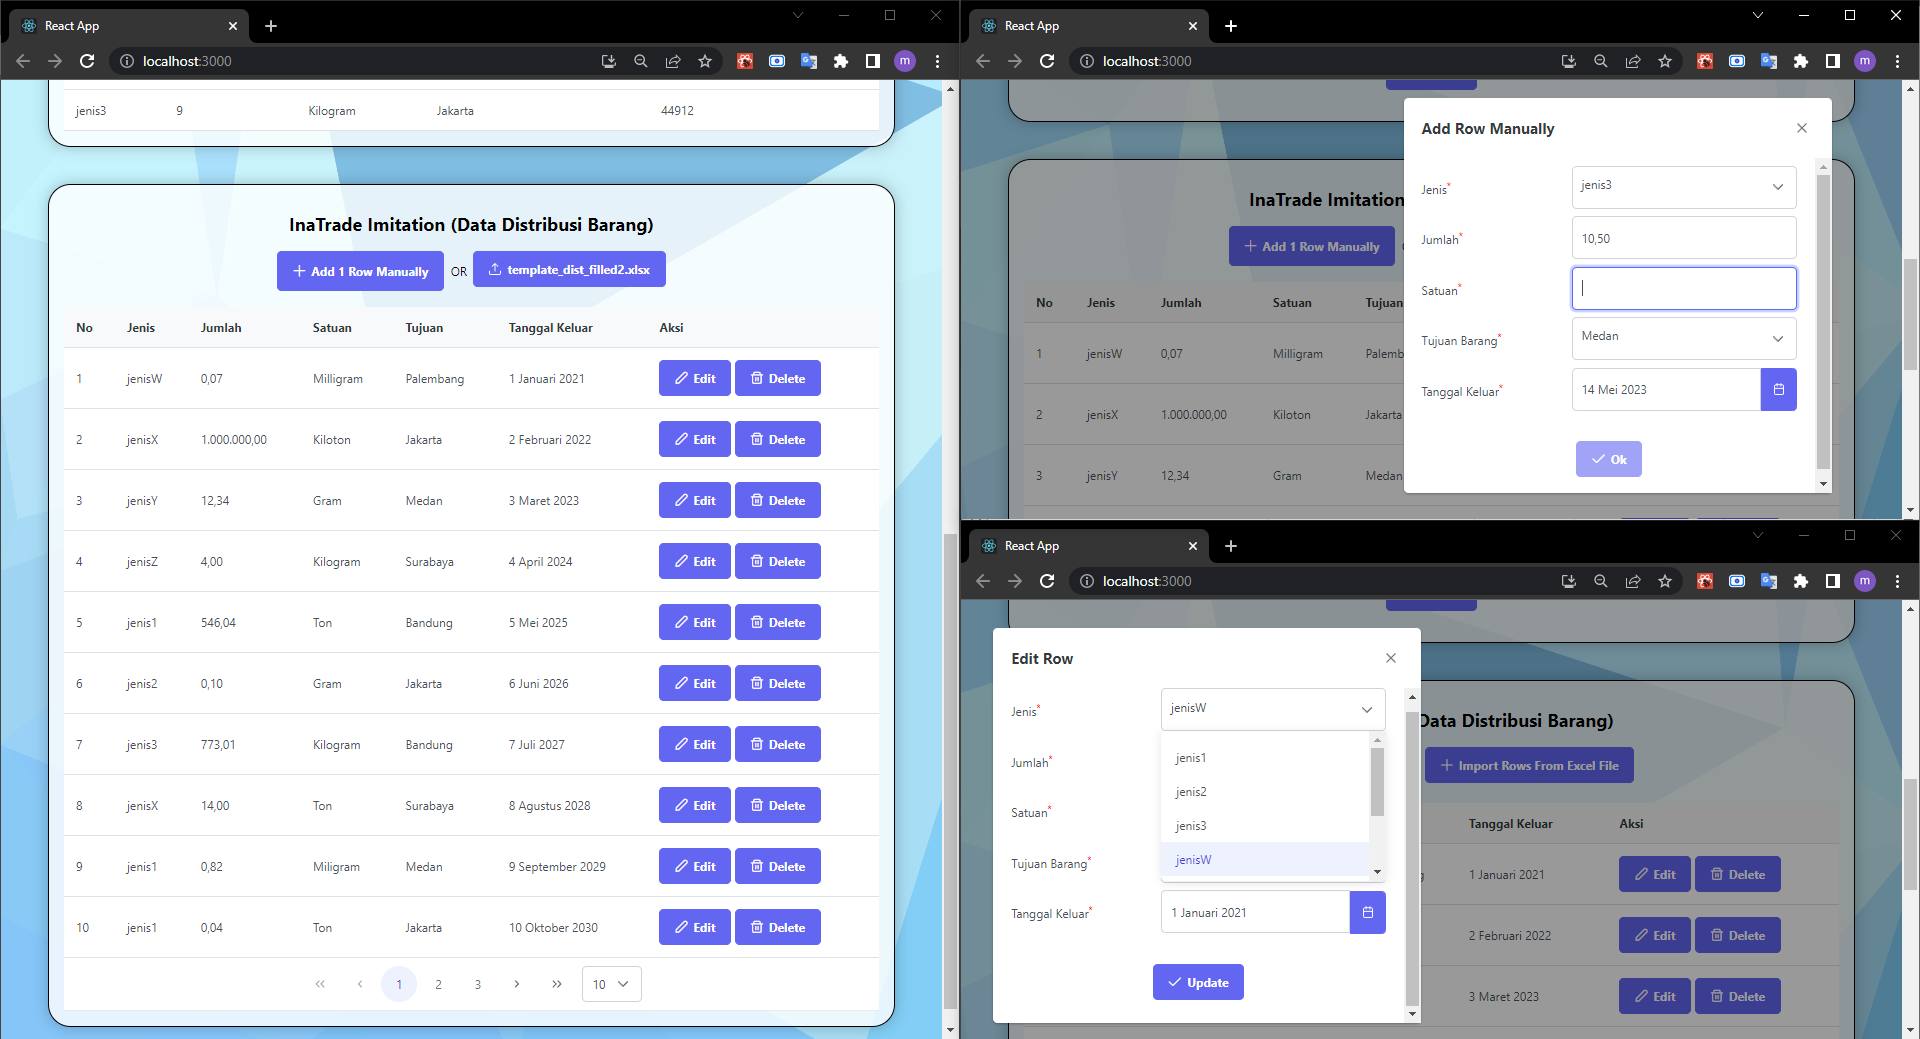 React App
localhost:3000
m
jenis3 9 Kilogram Jakarta 44912
InaTrade Imitation (Data Distribusi Barang)
Add 1 Row Manually OR template_dist_filled2.xlsx
No Jenis Jumlah Satuan Tujuan Tanggal Keluar Aksi
1 jenisW 0,07 Milligram Palembang 1 Januari 2021 Edit Delete
2 jenisX 1.000.000,00 Kiloton Jakarta 2 Februari 2022 Edit Delete
3 jenisY 12,34 Gram Medan 3 Maret 2023 Edit Delete
4 jenisZ 4,00 Kilogram Surabaya 4 April 2024 Edit Delete
5 jenis1 546,04 Ton Bandung 5 Mei 2025 Edit Delete
6 jenis2 0,10 Gram Jakarta 6 Juni 2026 Edit Delete
7 jenis3 773,01 Kilogram Bandung 7 Juli 2027 Edit Delete
8 jenisX 14,00 Ton Surabaya 8 Agustus 2028 Edit Delete
9 jenis1 0,82 Miligram Medan 9 September 2029 Edit Delete
10 jenis1 0,04 Ton Jakarta 10 Oktober 2030 Edit Delete
1 2 3 10
React App
localhost:3000
m
InaTrade Imitation
Add 1 Row Manually
No Jenis Jumlah Satuan Tujuan
1 jenisW 0,07 Milligram Palemb
2 jenisX 1.000.000,00 Kiloton Jakarta
3 jenisY 12,34 Gram Medan
Add Row Manually
Jenis* jenis3
Jumlah* 10,50
Satuan*
Tujuan Barang* Medan
Tanggal Keluar* 14 Mei 2023
Ok
React App
localhost:3000
m
Edit Row
Jenis* jenisW
jenis1
Jumlah*
jenis2
Satuan*
jenis3
Tujuan Barang*
jenisW
Tanggal Keluar* 1 Januari 2021
Update
Data Distribusi Barang)
Import Rows From Excel File
Tanggal Keluar Aksi
g 1 Januari 2021 Edit Delete
2 Februari 2022 Edit Delete
3 Maret 2023 Edit Delete